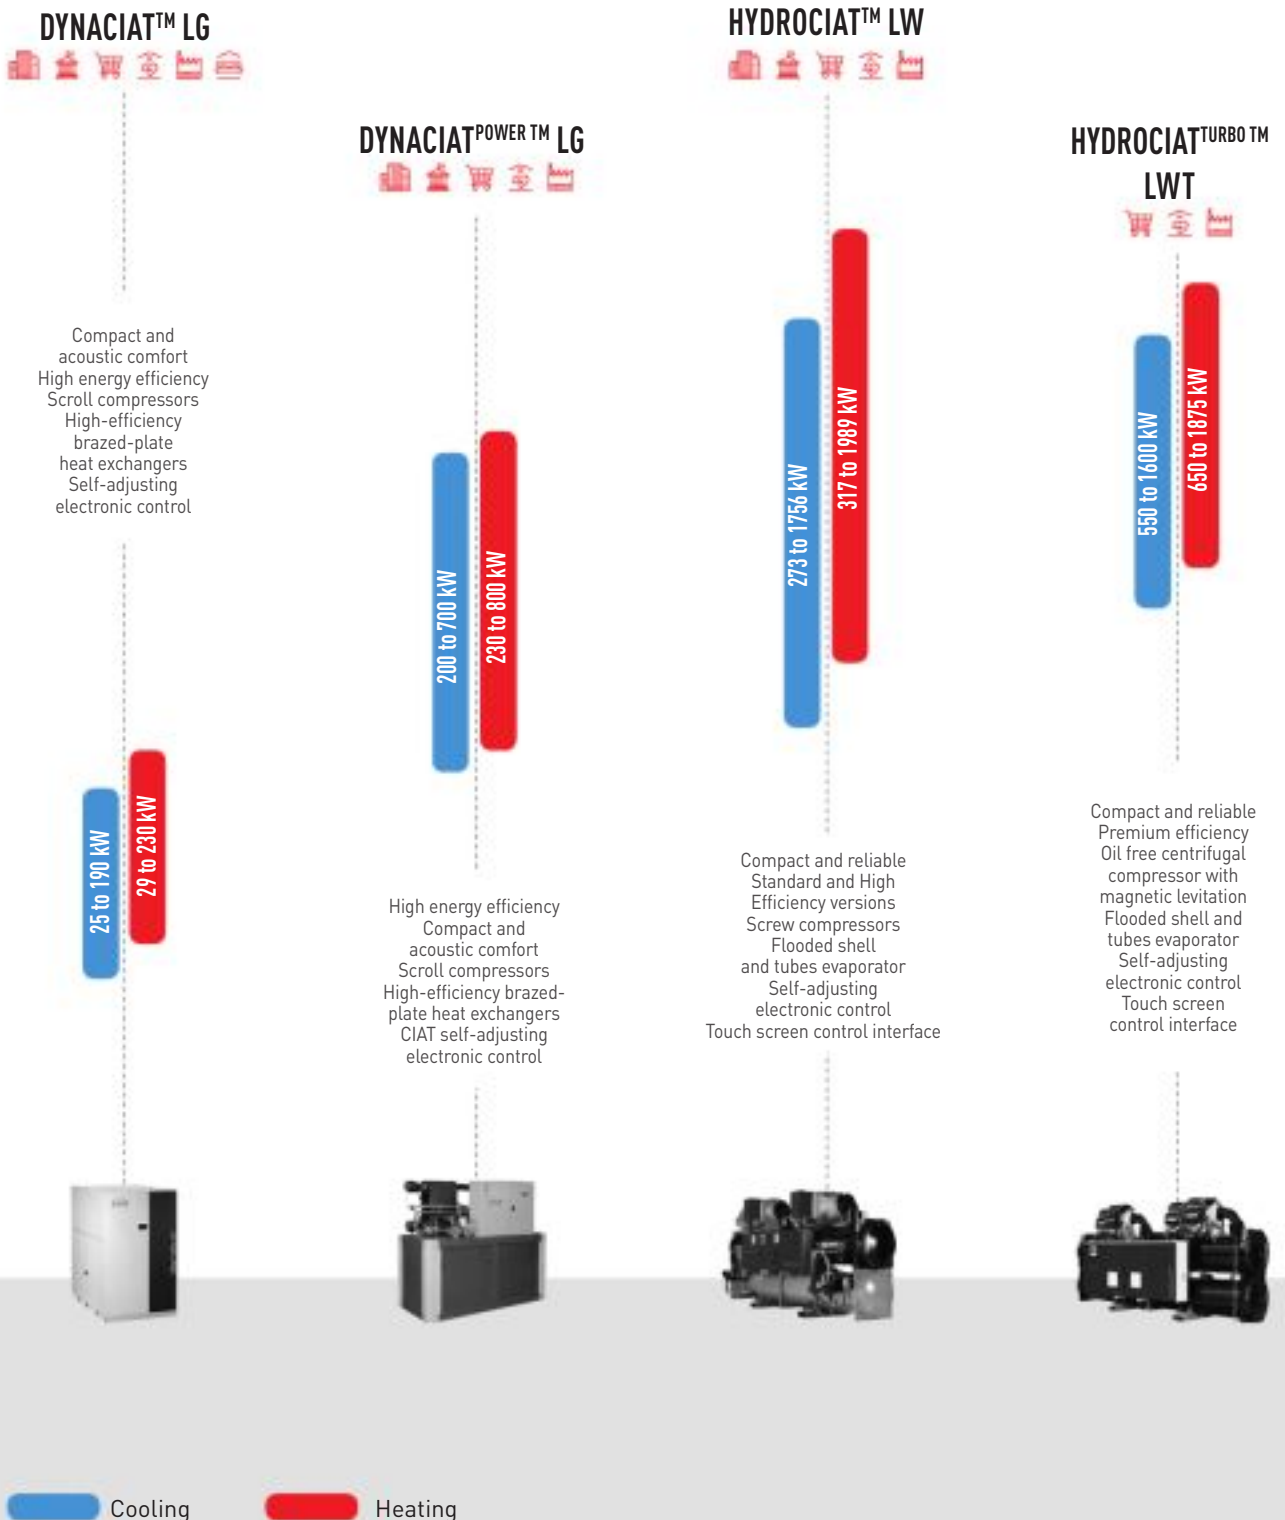 DYNACIAT™ LG
Compact and
acoustic comfort
High energy efficiency
Scroll compressors
High-efficiency
brazed-plate
heat exchangers
Self-adjusting
electronic control
25 to 190 kW
29 to 230 kW
DYNACIAT POWER TM LG
200 to 700 kW
230 to 800 kW
High energy efficiency
Compact and
acoustic comfort
Scroll compressors
High-efficiency brazed-
plate heat exchangers
CIAT self-adjusting
electronic control
HYDROCIAT™ LW
273 to 1756 kW
317 to 1989 kW
Compact and reliable
Standard and High
Efficiency versions
Screw compressors
Flooded shell
and tubes evaporator
Self-adjusting
electronic control
Touch screen control interface
HYDROCIAT TURBO TM
LWT
550 to 1600 kW
650 to 1875 kW
Compact and reliable
Premium efficiency
Oil free centrifugal
compressor with
magnetic levitation
Flooded shell and
tubes evaporator
Self-adjusting
electronic control
Touch screen
control interface
Cooling
Heating